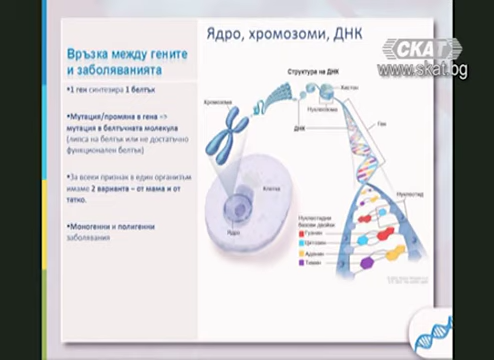 Ядро, хромозоми, ДНК
СКАТ
www.skat.bg
Връзка между гените
и заболяванията
1 ген синтезира 1 белтък
Мутация/промяна в гена ->
мутация в белтъчната молекула
(липса на белтък или не достатъчно
функционален белтък)
За всеки признак в един организъм
имаме 2 варианта – от мама и от
татко.
Моногенни и полигенни
заболявания
Структура на ДНК
Хромозома
Хистон
Нуклеозома
ДНК
Ген
Клетка
Ядро
Нуклеотид
Нуклеотидни
базови двойки
Гуанин
Цитозин
Аденин
Тимин